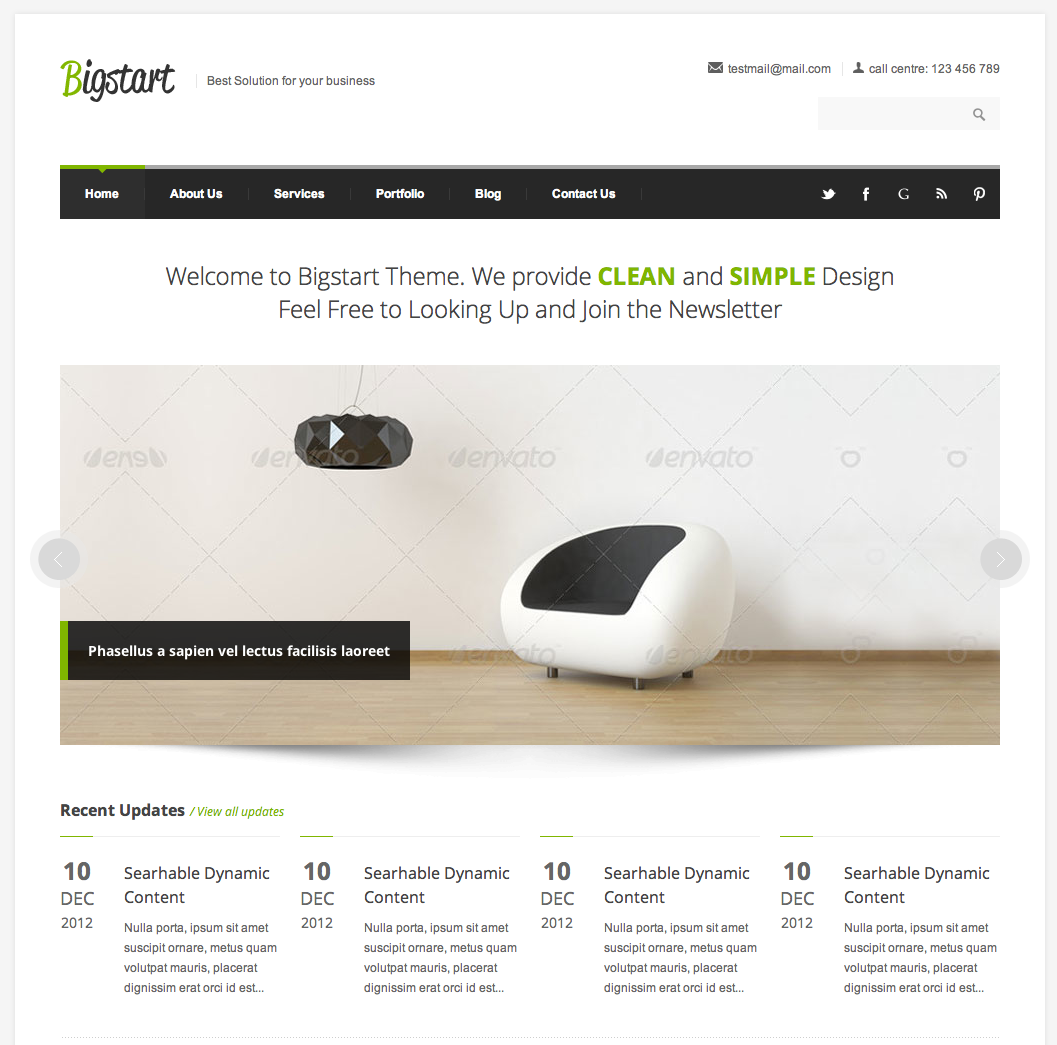 Bigstart
Best Solution for your business
testmail@mail.com
call centre: 123 456 789
Home About Us Services Portfolio Blog Contact Us
Welcome to Bigstart Theme. We provide CLEAN and SIMPLE Design
Feel Free to Looking Up and Join the Newsletter
envato envato envato
Phasellus a sapien vel lectus facilisis laoreet
envato envato
Recent Updates / View all updates
10
DEC
2012
Searhable Dynamic
Content
Nulla porta, ipsum sit amet
suscipit ornare, metus quam
volutpat mauris, placerat
dignissim erat orci id est...
10
DEC
2012
Searhable Dynamic
Content
Nulla porta, ipsum sit amet
suscipit ornare, metus quam
volutpat mauris, placerat
dignissim erat orci id est...
10
DEC
2012
Searhable Dynamic
Content
Nulla porta, ipsum sit amet
suscipit ornare, metus quam
volutpat mauris, placerat
dignissim erat orci id est...
10
DEC
2012
Searhable Dynamic
Content
Nulla porta, ipsum sit amet
suscipit ornare, metus quam
volutpat mauris, placerat
dignissim erat orci id est...